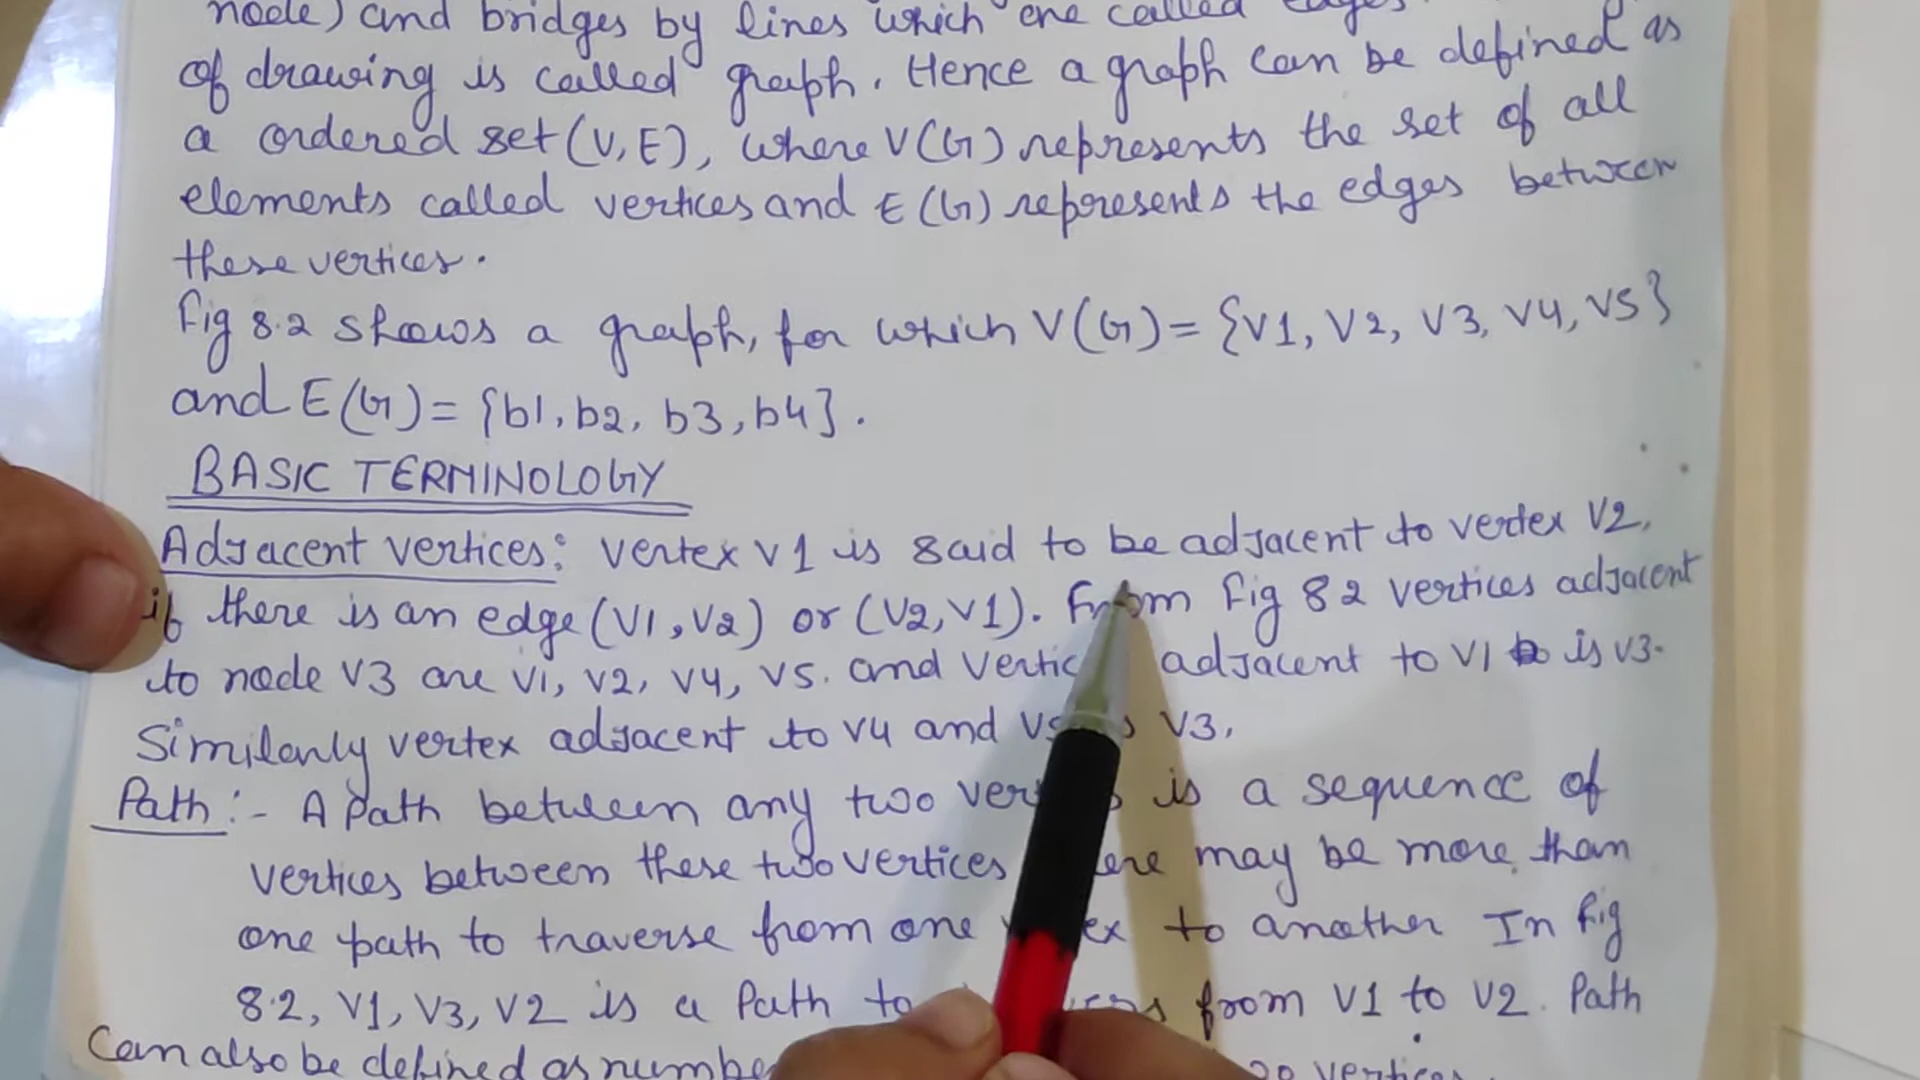 node) and bridges by lines which are called edges
of drawing is called graph. Hence a graph can be defined as
a ordered set (V, E), where V(G) represents the set of all
elements called vertices and E(G) represents the edges between
these vertices.
Fig 8.2 shows a graph, for which V(G) = {V1, V2, V3, V4, V5}
and E(G) = {b1, b2, b3, b4}.
BASIC TERMINOLOGY
Adjacent vertices: Vertex V1 is said to be adjacent to vertex V2,
if there is an edge (V1, V2) or (V2, V1). From Fig 8 2 vertices adjacent
to node V3 are V1, V2, V4, V5. and adjacent to V1 is V3.
Similarly vertex adjacent to V4 and V3.
Path :- A Path between any two is a sequence of
vertices between these two vertices may be more than
one path to traverse from one to another In Fig
8.2, V1, V3, V2 is a Path to from V1 to V2. Path
Can also be defined as